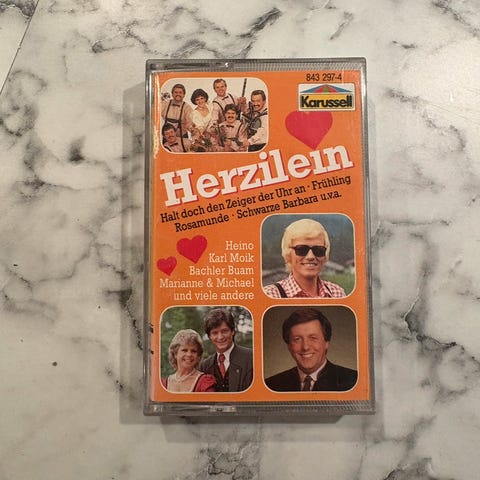 843 297-4
Karussell
Herzilein
Halt doch den Zeiger der Uhr an · Frühling
Rosamunde · Schwarze Barbara u.v.a.
Heino
Karl Moik
Bachler Buam
Marianne & Michael
und viele andere